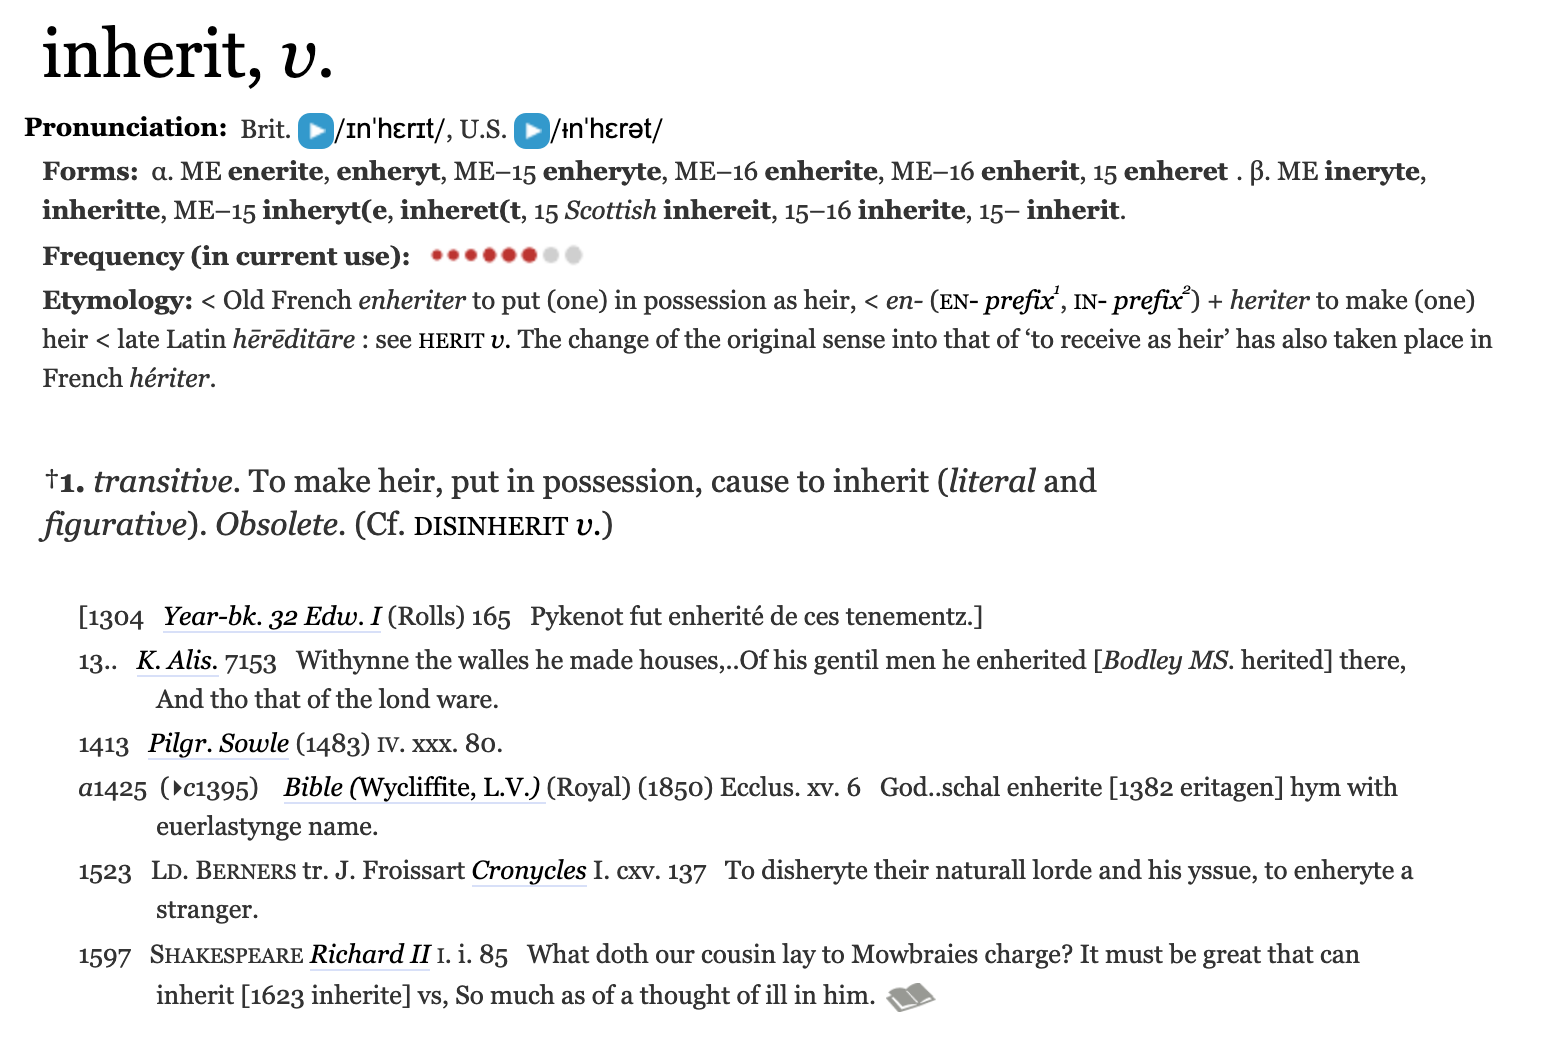 inherit, v.
Pronunciation: Brit. /ɪnˈhɛrɪt/, U.S. /ᵻnˈhɛrət/
Forms: α. ME enerite, enheryt, ME–15 enheryte, ME–16 enherite, ME–16 enherit, 15 enheret . β. ME ineryte,
inheritte, ME–15 inheryt(e, inheret(t, 15 Scottish inhereit, 15–16 inherite, 15– inherit.
Frequency (in current use):
Etymology: < Old French enheriter to put (one) in possession as heir, < en- (EN- prefix¹, IN- prefix²) + heriter to make (one)
heir < late Latin hērēditāre : see HERIT v. The change of the original sense into that of ‘to receive as heir’ has also taken place in
French hériter.
†1. transitive. To make heir, put in possession, cause to inherit (literal and
figurative). Obsolete. (Cf. DISINHERIT v.)
[1304 Year-bk. 32 Edw. I (Rolls) 165 Pykenot fut enherité de ces tenementz.]
13.. K. Alis. 7153 Withynne the walles he made houses,..Of his gentil men he enherited [Bodley MS. herited] there,
And tho that of the lond ware.
1413 Pilgr. Sowle (1483) IV. xxx. 80.
a1425 (▸c1395) Bible (Wycliffite, L.V.) (Royal) (1850) Ecclus. xv. 6 God..schal enherite [1382 eritagen] hym with
euerlastynge name.
1523 LD. BERNERS tr. J. Froissart Cronycles I. cxv. 137 To disheryte their naturall lorde and his yssue, to enheryte a
stranger.
1597 SHAKESPEARE Richard II I. i. 85 What doth our cousin lay to Mowbraies charge? It must be great that can
inherit [1623 inherite] vs, So much as of a thought of ill in him.